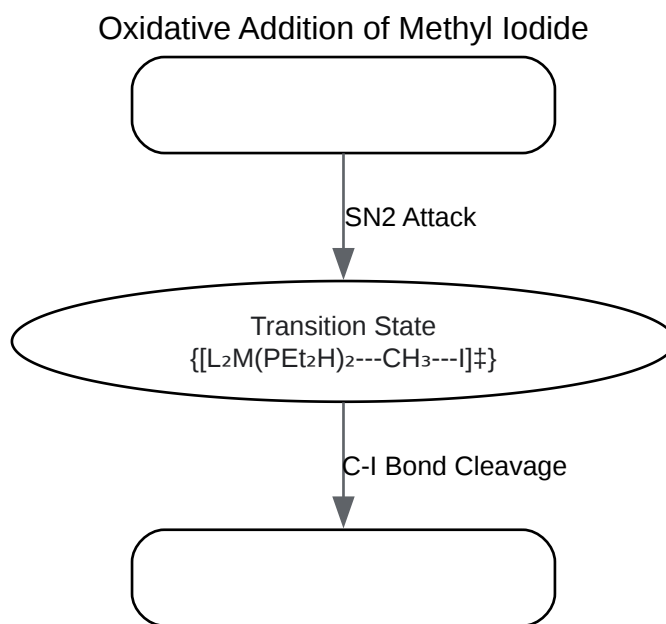 Oxidative Addition of Methyl Iodide
SN2 Attack
Transition State
{[L₂M(PEt₂H)₂---CH₃---I]‡}
C-I Bond Cleavage